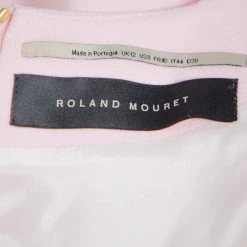 Made in Portugal UK12 US8 FR40 IT44 D38
ROLAND MOURET